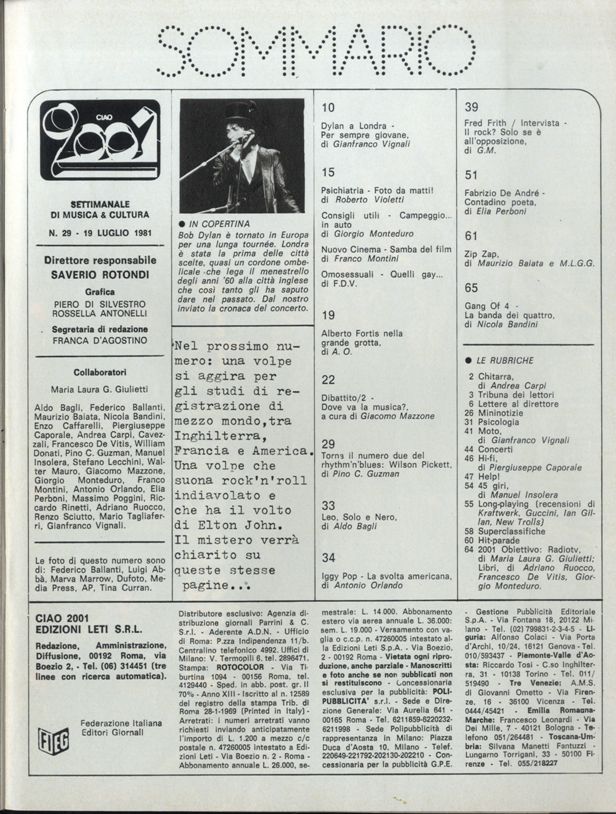 SOMMARIO
CIAO
2001
SETTIMANALE
DI MUSICA & CULTURA
N. 29 - 19 LUGLIO 1981
Direttore responsabile
SAVERIO ROTONDI
Grafica
PIERO DI SILVESTRO
ROSSELLA ANTONELLI
Segretaria di redazione
FRANCA D'AGOSTINO
Collaboratori
Maria Laura G. Giulietti
Aldo Bagli, Federico Ballanti,
Maurizio Baiata, Nicola Bandini,
Enzo Caffarelli, Piergiuseppe
Caporale, Andrea Carpi, Cavez-
zali, Francesco De Vitis, William
Donati, Pino C. Guzman, Manuel
Insolera, Stefano Lecchini, Wal-
ter Mauro, Giacomo Mazzone,
Giorgio Monteduro, Franco
Montini, Antonio Orlando, Elia
Perboni, Massimo Poggini, Ric-
cardo Rinetti, Adriano Ruocco,
Renzo Sciutto, Mario Tagliafer-
ri, Gianfranco Vignali.
Le foto di questo numero sono
di: Federico Ballanti, Luigi Ab-
bà, Marva Marrow, Dufoto, Me-
dia Press, AP, Tina Curran.
● IN COPERTINA
Bob Dylan è tornato in Europa
per una lunga tournée. Londra
è stata la prima delle città
scelte, quasi un cordone ombe-
licale che lega il menestrello
degli anni '60 alla città inglese
che così tanto gli ha saputo
dare nel passato. Dal nostro
inviato la cronaca del concerto.
Nel prossimo nu-
mero: una volpe
si aggira per
gli studi di re-
gistrazione di
mezzo mondo,tra
Inghilterra,
Francia e America.
Una volpe che
suona rock'n'roll
indiavolato e
che ha il volto
di Elton John.
Il mistero verrà
chiarito su
queste stesse
pagine...
10
Dylan a Londra -
Per sempre giovane,
di Gianfranco Vignali
15
Psichiatria - Foto da matti!
di Roberto Violetti
Consigli utili - Campeggio...
in auto
di Giorgio Monteduro
Nuovo Cinema - Samba del film
di Franco Montini
Omosessuali - Quelli gay...
di F.D.V.
19
Alberto Fortis nella
grande grotta,
di A. O.
22
Dibattito/2 -
Dove va la musica?,
a cura di Giacomo Mazzone
29
Torna il numero due del
rhythm'n'blues: Wilson Pickett,
di Pino C. Guzman
33
Leo, Solo e Nero,
di Aldo Bagli
34
Iggy Pop - La svolta americana,
di Antonio Orlando
39
Fred Frith / Intervista -
Il rock? Solo se è
all'opposizione,
di G.M.
51
Fabrizio De André -
Contadino poeta,
di Elia Perboni
61
Zip Zap,
di Maurizio Baiata e M.L.G.G.
65
Gang Of 4 -
La banda dei quattro,
di Nicola Bandini
● LE RUBRICHE
2 Chitarra,
di Andrea Carpi
3 Tribuna dei lettori
6 Lettere al direttore
26 Mininotizie
31 Psicologia
41 Moto,
di Gianfranco Vignali
44 Concerti
46 Hi-fi,
di Piergiuseppe Caporale
47 Help!
54 45 giri,
di Manuel Insolera
55 Long-playing (recensioni di
Kraftwerk, Guccini, Ian Gil-
lan, New Trolls)
58 Superclassifiche
60 Hit-parade
64 2001 Obiettivo: Radiotv,
di Maria Laura G. Giulietti;
Libri, di Adriano Ruocco,
Francesco De Vitis, Gior-
gio Monteduro.
CIAO 2001
EDIZIONI LETI S.R.L.
Redazione, Amministrazione,
Diffusione, 00192 Roma, via
Boezio 2, - Tel. (06) 314451 (tre
linee con ricerca automatica).
FIEG
Federazione Italiana
Editori Giornali
Distributore esclusivo: Agenzia di-
stribuzione giornali Parrini & C.
S.r.l. - Aderente A.D.N. - Ufficio
di Roma: P.zza Indipendenza 11/b.
Centralino telefonico 4992. Uffici di
Milano: V. Termopili 6, tel. 2896471.
Stampa: ROTOCOLOR - Via Ti-
burtina 1094 - 00156 Roma, tel.
4129440 - Sped. in abb. post. gr. II
70% - Anno XIII - Iscritto al n. 12589
del registro della stampa Trib. di
Roma 28-1-1969 (Printed in Italy) -
Arretrati: i numeri arretrati vanno
richiesti inviando anticipatamente
l'importo di L. 1.200 a mezzo c/c
postale n. 47260005 intestato a Edi-
zioni Leti - Via Boezio n. 2 - Roma -
Abbonamento annuale L. 26.000, se-
mestrale: L. 14.000. Abbonamento
estero via aerea annuale L. 36.000:
sem. L. 19.000 - Versamento con va-
glia o c.c.p. n. 47260005 intestato al-
la Edizioni Leti S.p.A. - Via Boezio,
2 - 00192 Roma - Vietata ogni ripro-
duzione, anche parziale - Manoscritti
e foto anche se non pubblicati non
si restituiscono - Concessionaria
esclusiva per la pubblicità: POLI-
PUBBLICITA' s.r.l. - Sede e Dire-
zione Generale: Via Aurelia 641 -
00165 Roma - Tel. 6211859-6220232-
6211998 - Sede Polipubblicità di
rappresentanza in Milano: Piazza
Duca d'Aosta 10, Milano - Telef.
220649-221792-202130-202210 - Con-
cessionaria per la pubblicità G.P.E.
- Gestione Pubblicità Editoriale
S.p.A. - Via Fontana 18, 20122 Mi-
lano - Tel. (02) 799831-2-3-4-5 - Li-
guria: Alfonso Colaci - Via Porta
D'Archi, 10/24, 16121 Genova - Tel.
010/593437 - Piemonte-Valle d'Ao-
sta: Riccardo Tosi - C.so Inghilter-
ra, 31 - 10138 Torino - Tel. 011/
519490 - Tre Venezie: A.M.S.
di Giovanni Ometto - Via Firen-
ze, 16 - 36100 Vicenza - Tel.
0444/45421 - Emilia Romagna-
Marche: Francesco Leonardi - Via
Dei Mille, 7 - 40121 Bologna - Te-
lefono 051/264481 - Toscana-Um-
bria: Silvana Manetti Fantuzzi -
Lungarno Torrigani, 33 - 50100 Fi-
renze - Tel. 055/218227